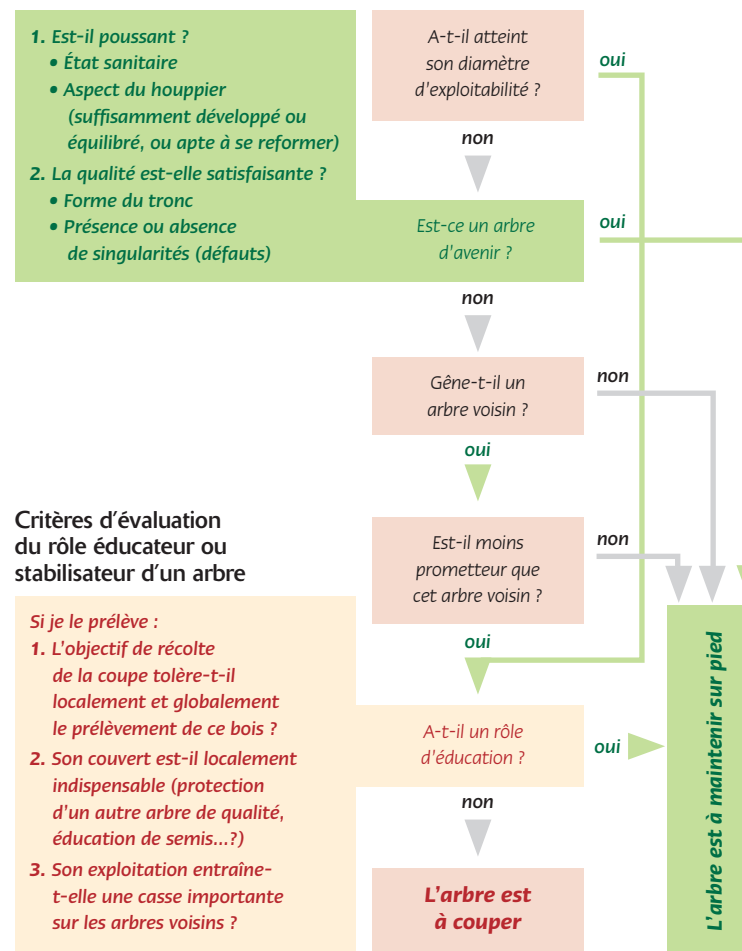 1. Est-il poussant ?
• État sanitaire
• Aspect du houppier
(suffisamment développé ou
équilibré, ou apte à se reformer)
2. La qualité est-elle satisfaisante ?
• Forme du tronc
• Présence ou absence
de singularités (défauts)
A-t-il atteint
son diamètre
d'exploitabilité ?
oui
non
Est-ce un arbre
d'avenir ?
oui
non
Gêne-t-il un
arbre voisin ?
non
oui
Est-il moins
prometteur que
cet arbre voisin ?
non
oui
Critères d'évaluation
du rôle éducateur ou
stabilisateur d'un arbre
Si je le prélève :
1. L'objectif de récolte
de la coupe tolère-t-il
localement et globalement
le prélèvement de ce bois ?
2. Son couvert est-il localement
indispensable (protection
d'un autre arbre de qualité,
éducation de semis...?)
3. Son exploitation entraîne-
t-elle une casse importante
sur les arbres voisins ?
A-t-il un rôle
d'éducation ?
oui
non
L'arbre est
à couper
L'arbre est à maintenir sur pied